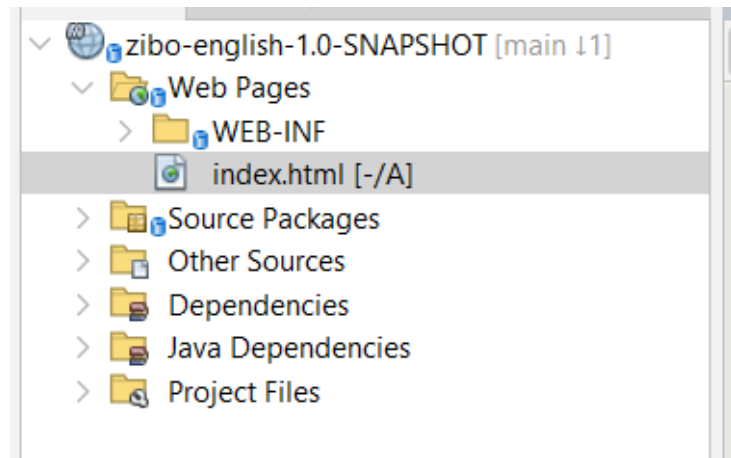 zibo-english-1.0-SNAPSHOT [main ↓1]
Web Pages
WEB-INF
index.html [-/A]
Source Packages
Other Sources
Dependencies
Java Dependencies
Project Files